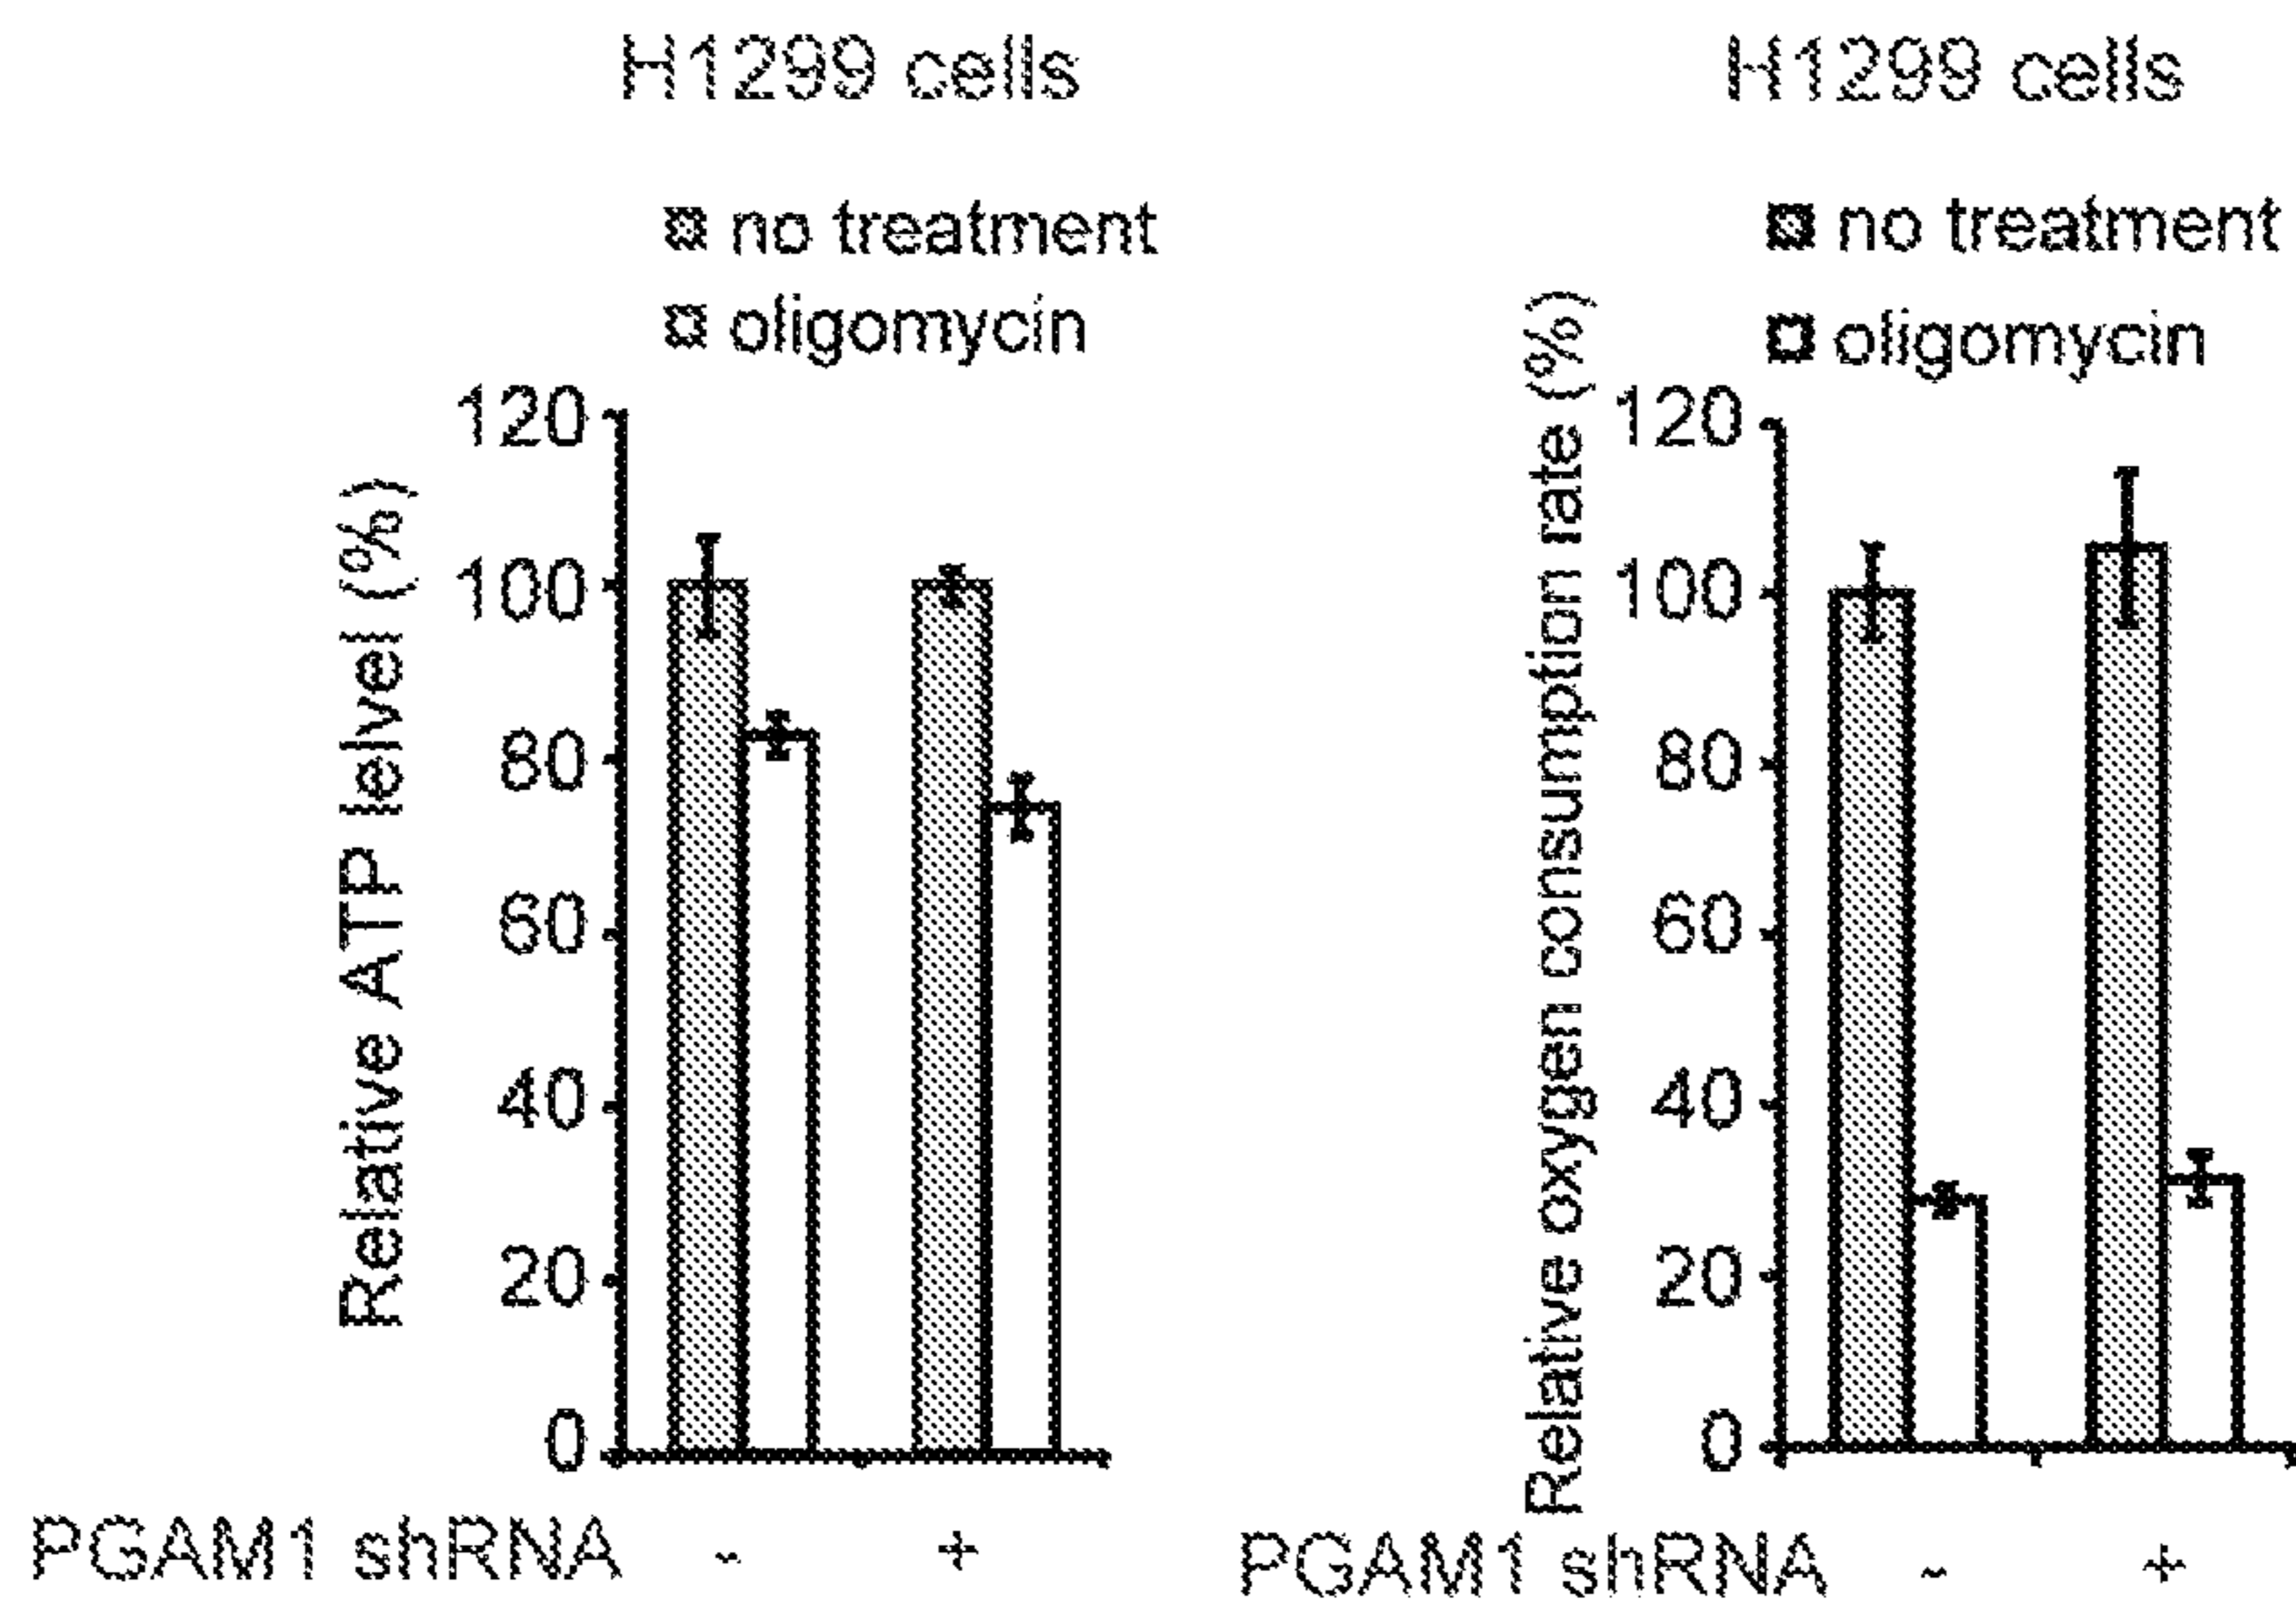 H1299 cells
no treatment
oligomycin
Relative ATP lelvel (%)
120
100
80
60
40
20
0
PGAM1 shRNA - +
H1299 cells
no treatment
oligomycin
Relative oxygen consumption rate (%)
120
100
80
60
40
20
0
PGAM1 shRNA - +